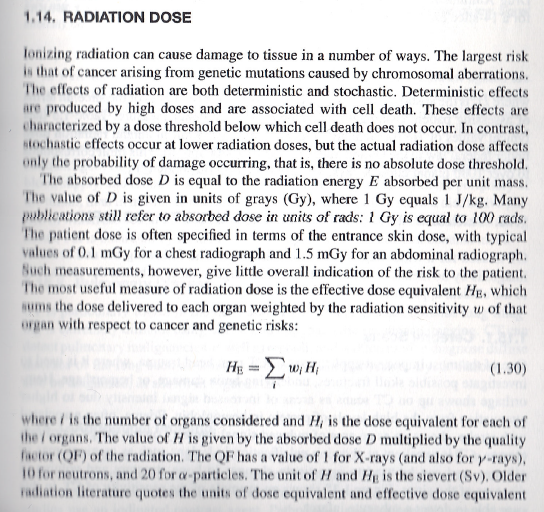 1.14. RADIATION DOSE
Ionizing radiation can cause damage to tissue in a number of ways. The largest risk
is that of cancer arising from genetic mutations caused by chromosomal aberrations.
The effects of radiation are both deterministic and stochastic. Deterministic effects
are produced by high doses and are associated with cell death. These effects are
characterized by a dose threshold below which cell death does not occur. In contrast,
stochastic effects occur at lower radiation doses, but the actual radiation dose affects
only the probability of damage occurring, that is, there is no absolute dose threshold.
The absorbed dose D is equal to the radiation energy E absorbed per unit mass.
The value of D is given in units of grays (Gy), where 1 Gy equals 1 J/kg. Many
publications still refer to absorbed dose in units of rads: 1 Gy is equal to 100 rads.
The patient dose is often specified in terms of the entrance skin dose, with typical
values of 0.1 mGy for a chest radiograph and 1.5 mGy for an abdominal radiograph.
Such measurements, however, give little overall indication of the risk to the patient.
The most useful measure of radiation dose is the effective dose equivalent H_E, which
sums the dose delivered to each organ weighted by the radiation sensitivity w of that
organ with respect to cancer and genetic risks:
H_E = ∑_i w_i H_i (1.30)
where i is the number of organs considered and H_i is the dose equivalent for each of
the i organs. The value of H is given by the absorbed dose D multiplied by the quality
factor (QF) of the radiation. The QF has a value of 1 for X-rays (and also for γ-rays),
10 for neutrons, and 20 for α-particles. The unit of H and H_E is the sievert (Sv). Older
radiation literature quotes the units of dose equivalent and effective dose equivalent